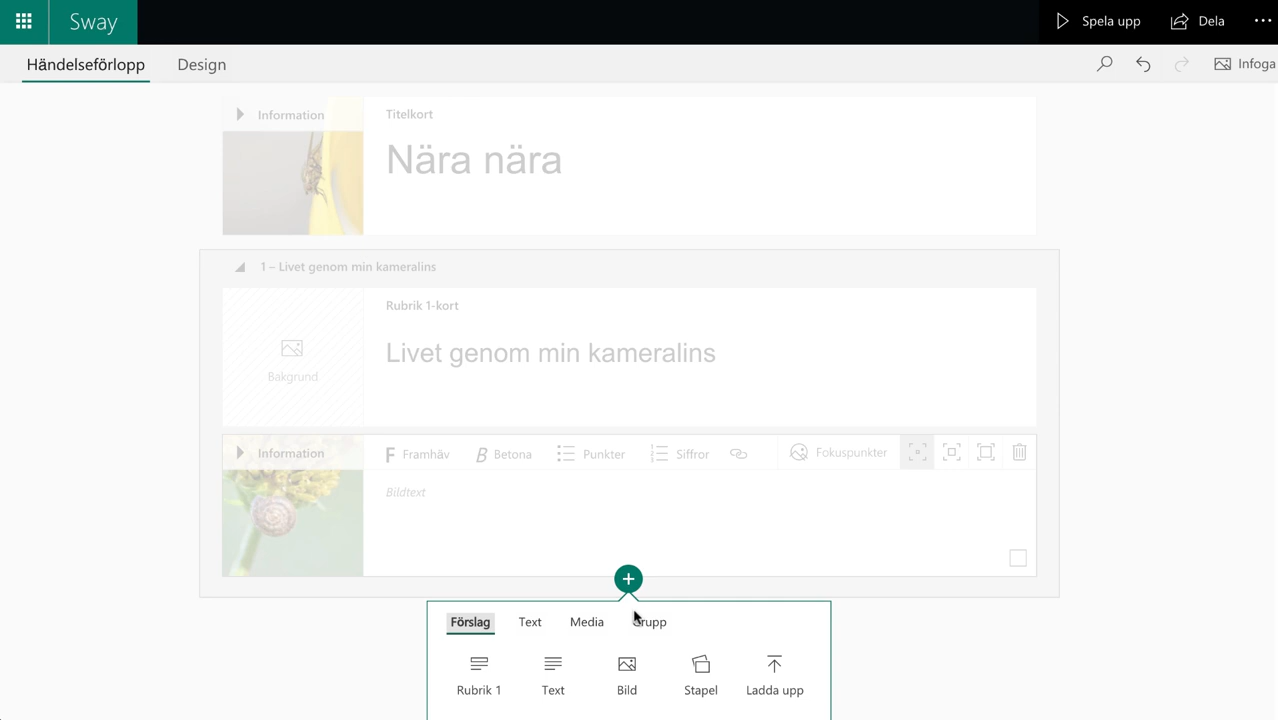 Sway
Spela upp
Dela
Händelseförlopp
Design
Infoga
Information
Titelkort
Nära nära
1 – Livet genom min kameralins
Rubrik 1-kort
Livet genom min kameralins
Bakgrund
Information
F Framhäv
B Betona
Punkter
Siffror
Fokuspunkter
Bildtext
Förslag
Text
Media
Grupp
Rubrik 1
Text
Bild
Stapel
Ladda upp